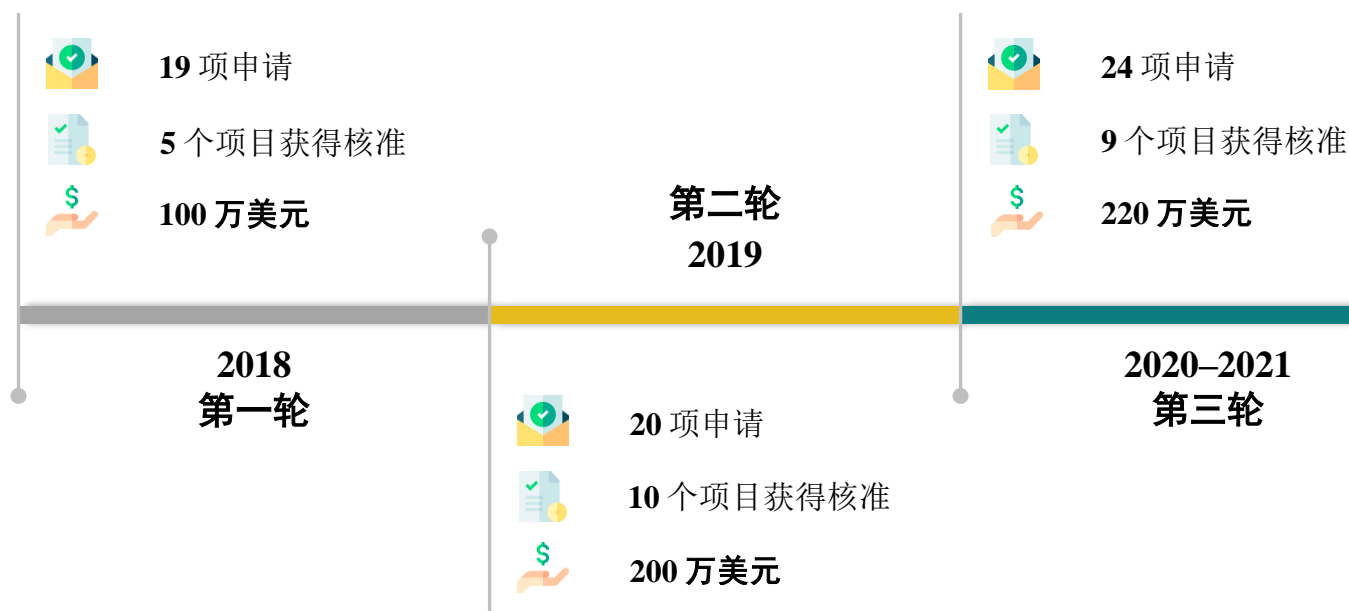 19 项申请
5 个项目获得核准
100 万美元
2018
第一轮
第二轮
2019
20 项申请
10 个项目获得核准
200 万美元
24 项申请
9 个项目获得核准
220 万美元
2020–2021
第三轮